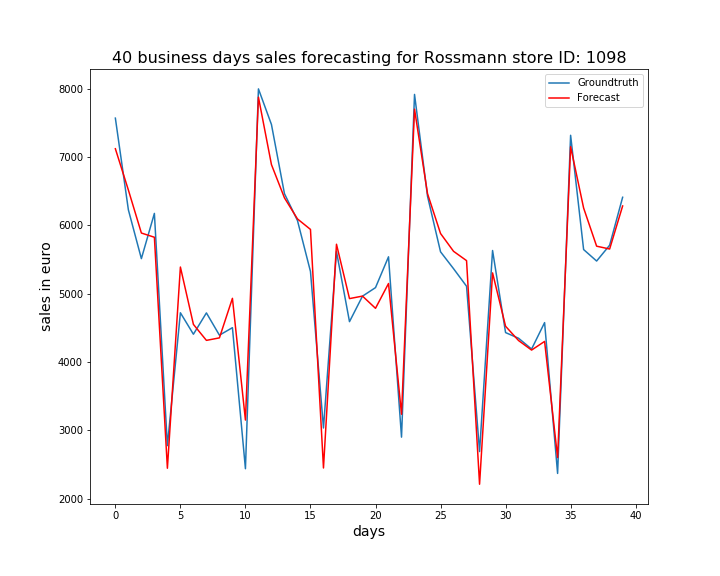 40 business days sales forecasting for Rossmann store ID: 1098
Groundtruth
Forecast
8000
7000
6000
5000
4000
3000
2000
sales in euro
0 5 10 15 20 25 30 35 40
days